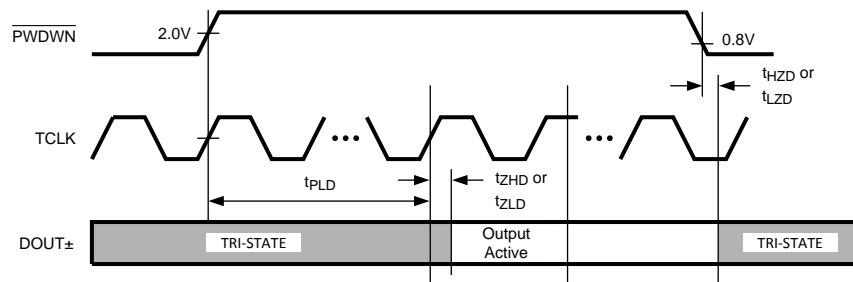 PWDWN
2.0V
0.8V
tHZD or
tLZD
TCLK
tPLD
tZHD or
tZLD
DOUT±
TRI-STATE
Output
Active
TRI-STATE